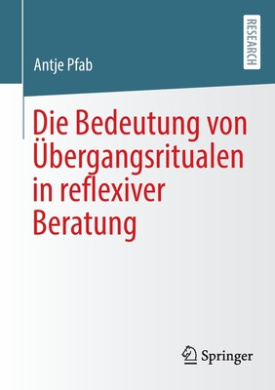 RESEARCH
Antje Pfab
Die Bedeutung von
Übergangsritualen
in reflexiver
Beratung
Springer